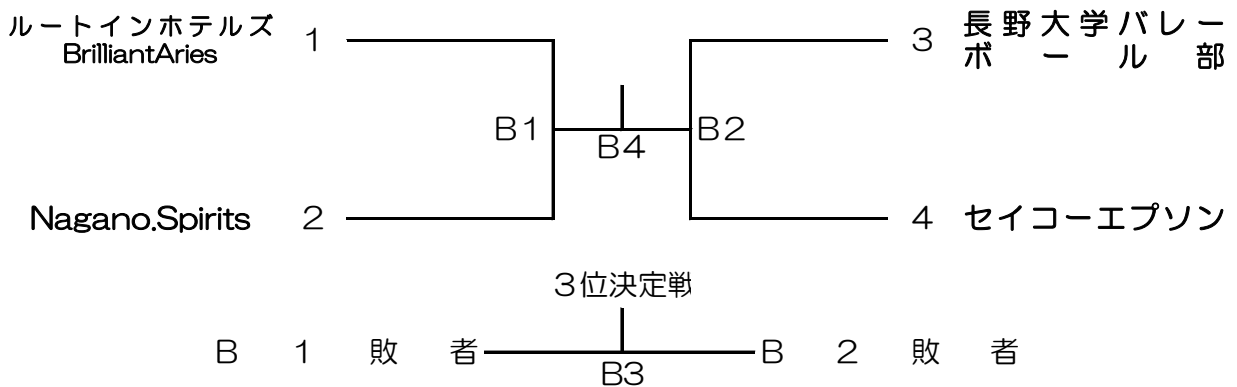 ルートインホテルズ
BrilliantAries
1
3
長野大学バレー
ボール部
B1
B4
B2
Nagano.Spirits
2
4
セイコーエプソン
3位決定戦
B1敗者
B2敗者
B3